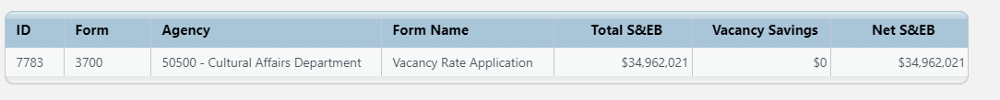 ID Form Agency Form Name Total S&EB Vacancy Savings Net S&EB
7783 3700 50500 - Cultural Affairs Department Vacancy Rate Application $34,962,021 $0 $34,962,021